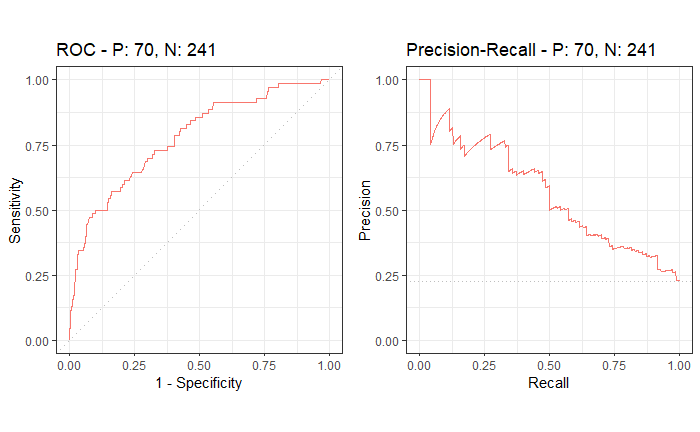 ROC - P: 70, N: 241
1.00
0.75
0.50
0.25
0.00
Sensitivity
0.00 0.25 0.50 0.75 1.00
1 - Specificity
Precision-Recall - P: 70, N: 241
1.00
0.75
0.50
0.25
0.00
Precision
0.00 0.25 0.50 0.75 1.00
Recall